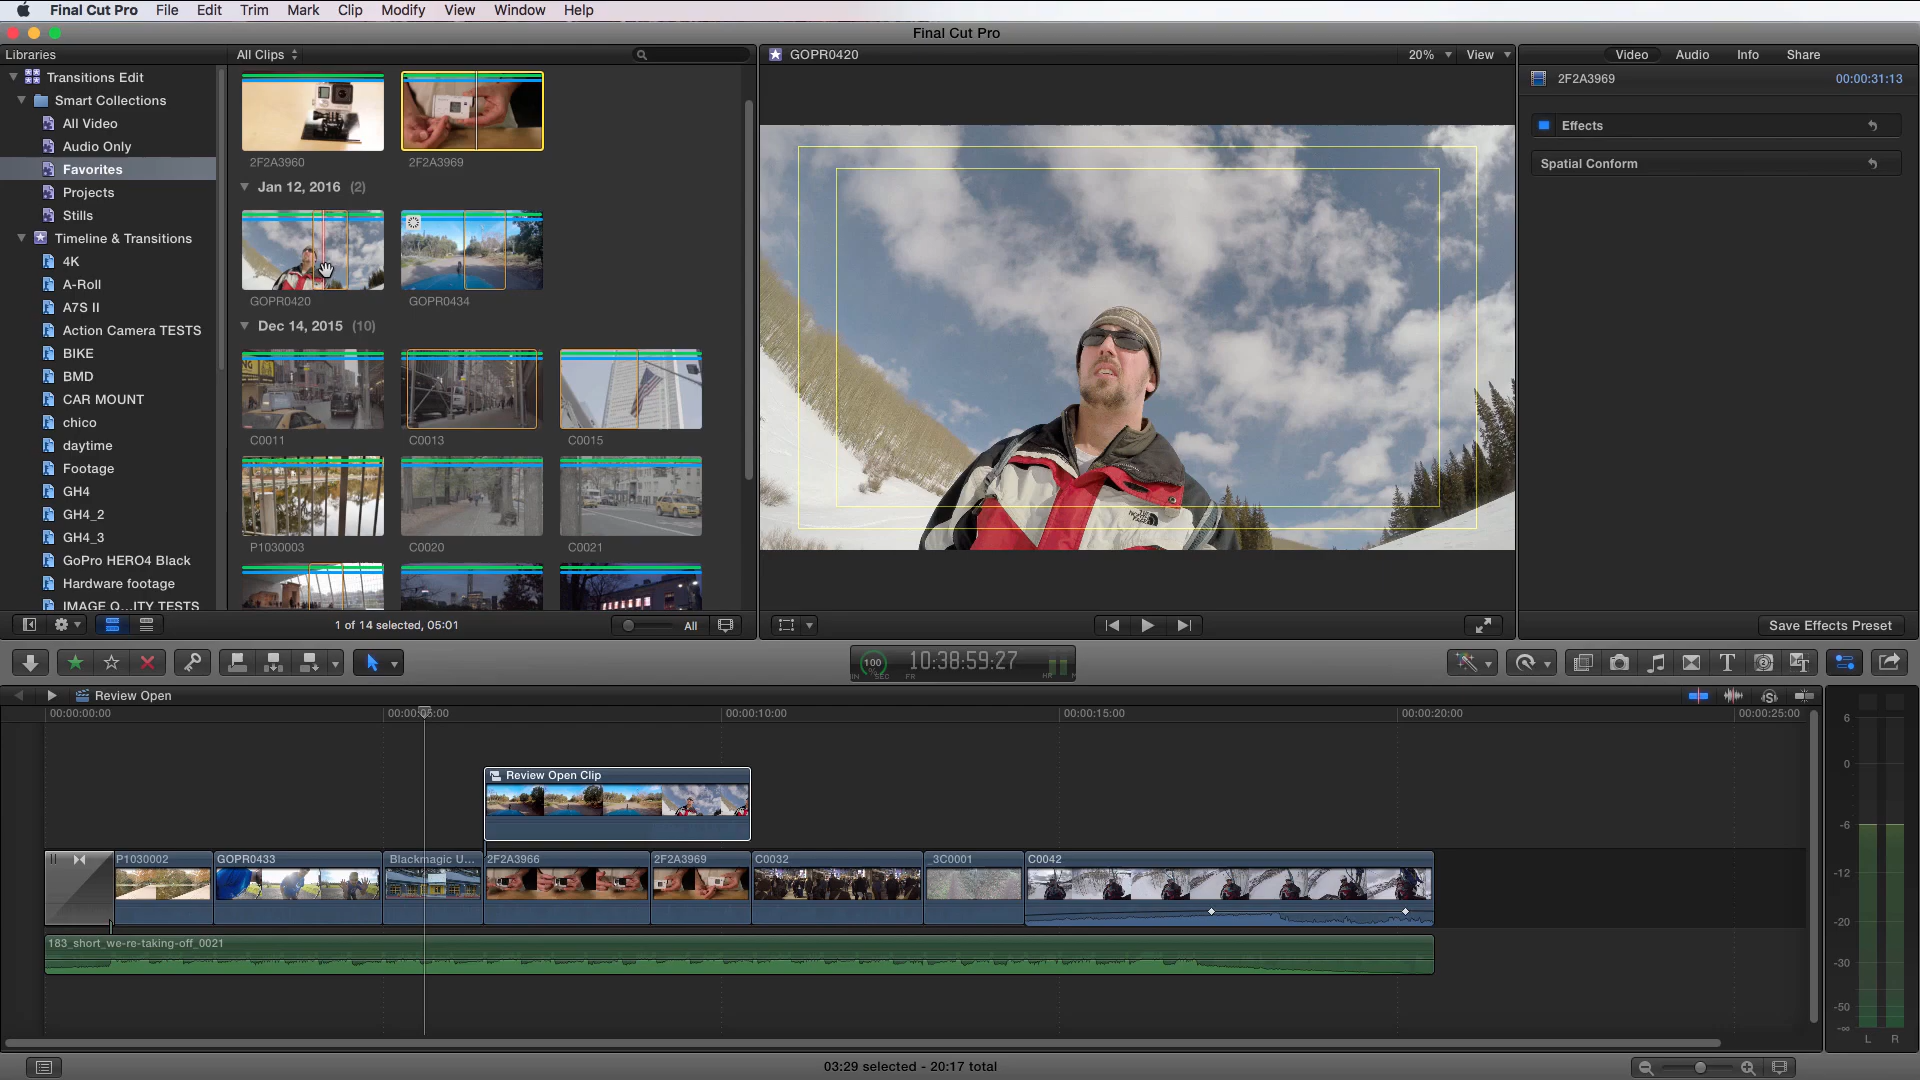 Final Cut Pro File Edit Trim Mark Clip Modify View Window Help
Final Cut Pro
Libraries
All Clips
GOPR0420
20%
View
Video Audio Info Share
Transitions Edit
Smart Collections
All Video
Audio Only
Favorites
Projects
Stills
Timeline & Transitions
4K
A-Roll
A7S II
Action Camera TESTS
BIKE
BMD
CAR MOUNT
chico
daytime
Footage
GH4
GH4_2
GH4_3
GoPro HERO4 Black
Hardware footage
IMAGE Q...ITY TESTS
2F2A3960
2F2A3969
Jan 12, 2016 (2)
GOPR0420
GOPR0434
Dec 14, 2015 (10)
C0011
C0013
C0015
P1030003
C0020
C0021
1 of 14 selected, 05:01
All
THE NORTH FACE
2F2A3969
00:00:31:13
Effects
Spatial Conform
Save Effects Preset
100
10:38:59:27
Review Open
00:00:00:00
00:00:05:00
00:00:10:00
00:00:15:00
00:00:20:00
00:00:25:00
Review Open Clip
P1030002
GOPR0433
Blackmagic U...
2F2A3966
2F2A3969
C0032
_3C0001
C0042
183_short_we-re-taking-off_0021
6
0
-6
-12
-20
-30
-50
-∞
L R
03:29 selected - 20:17 total